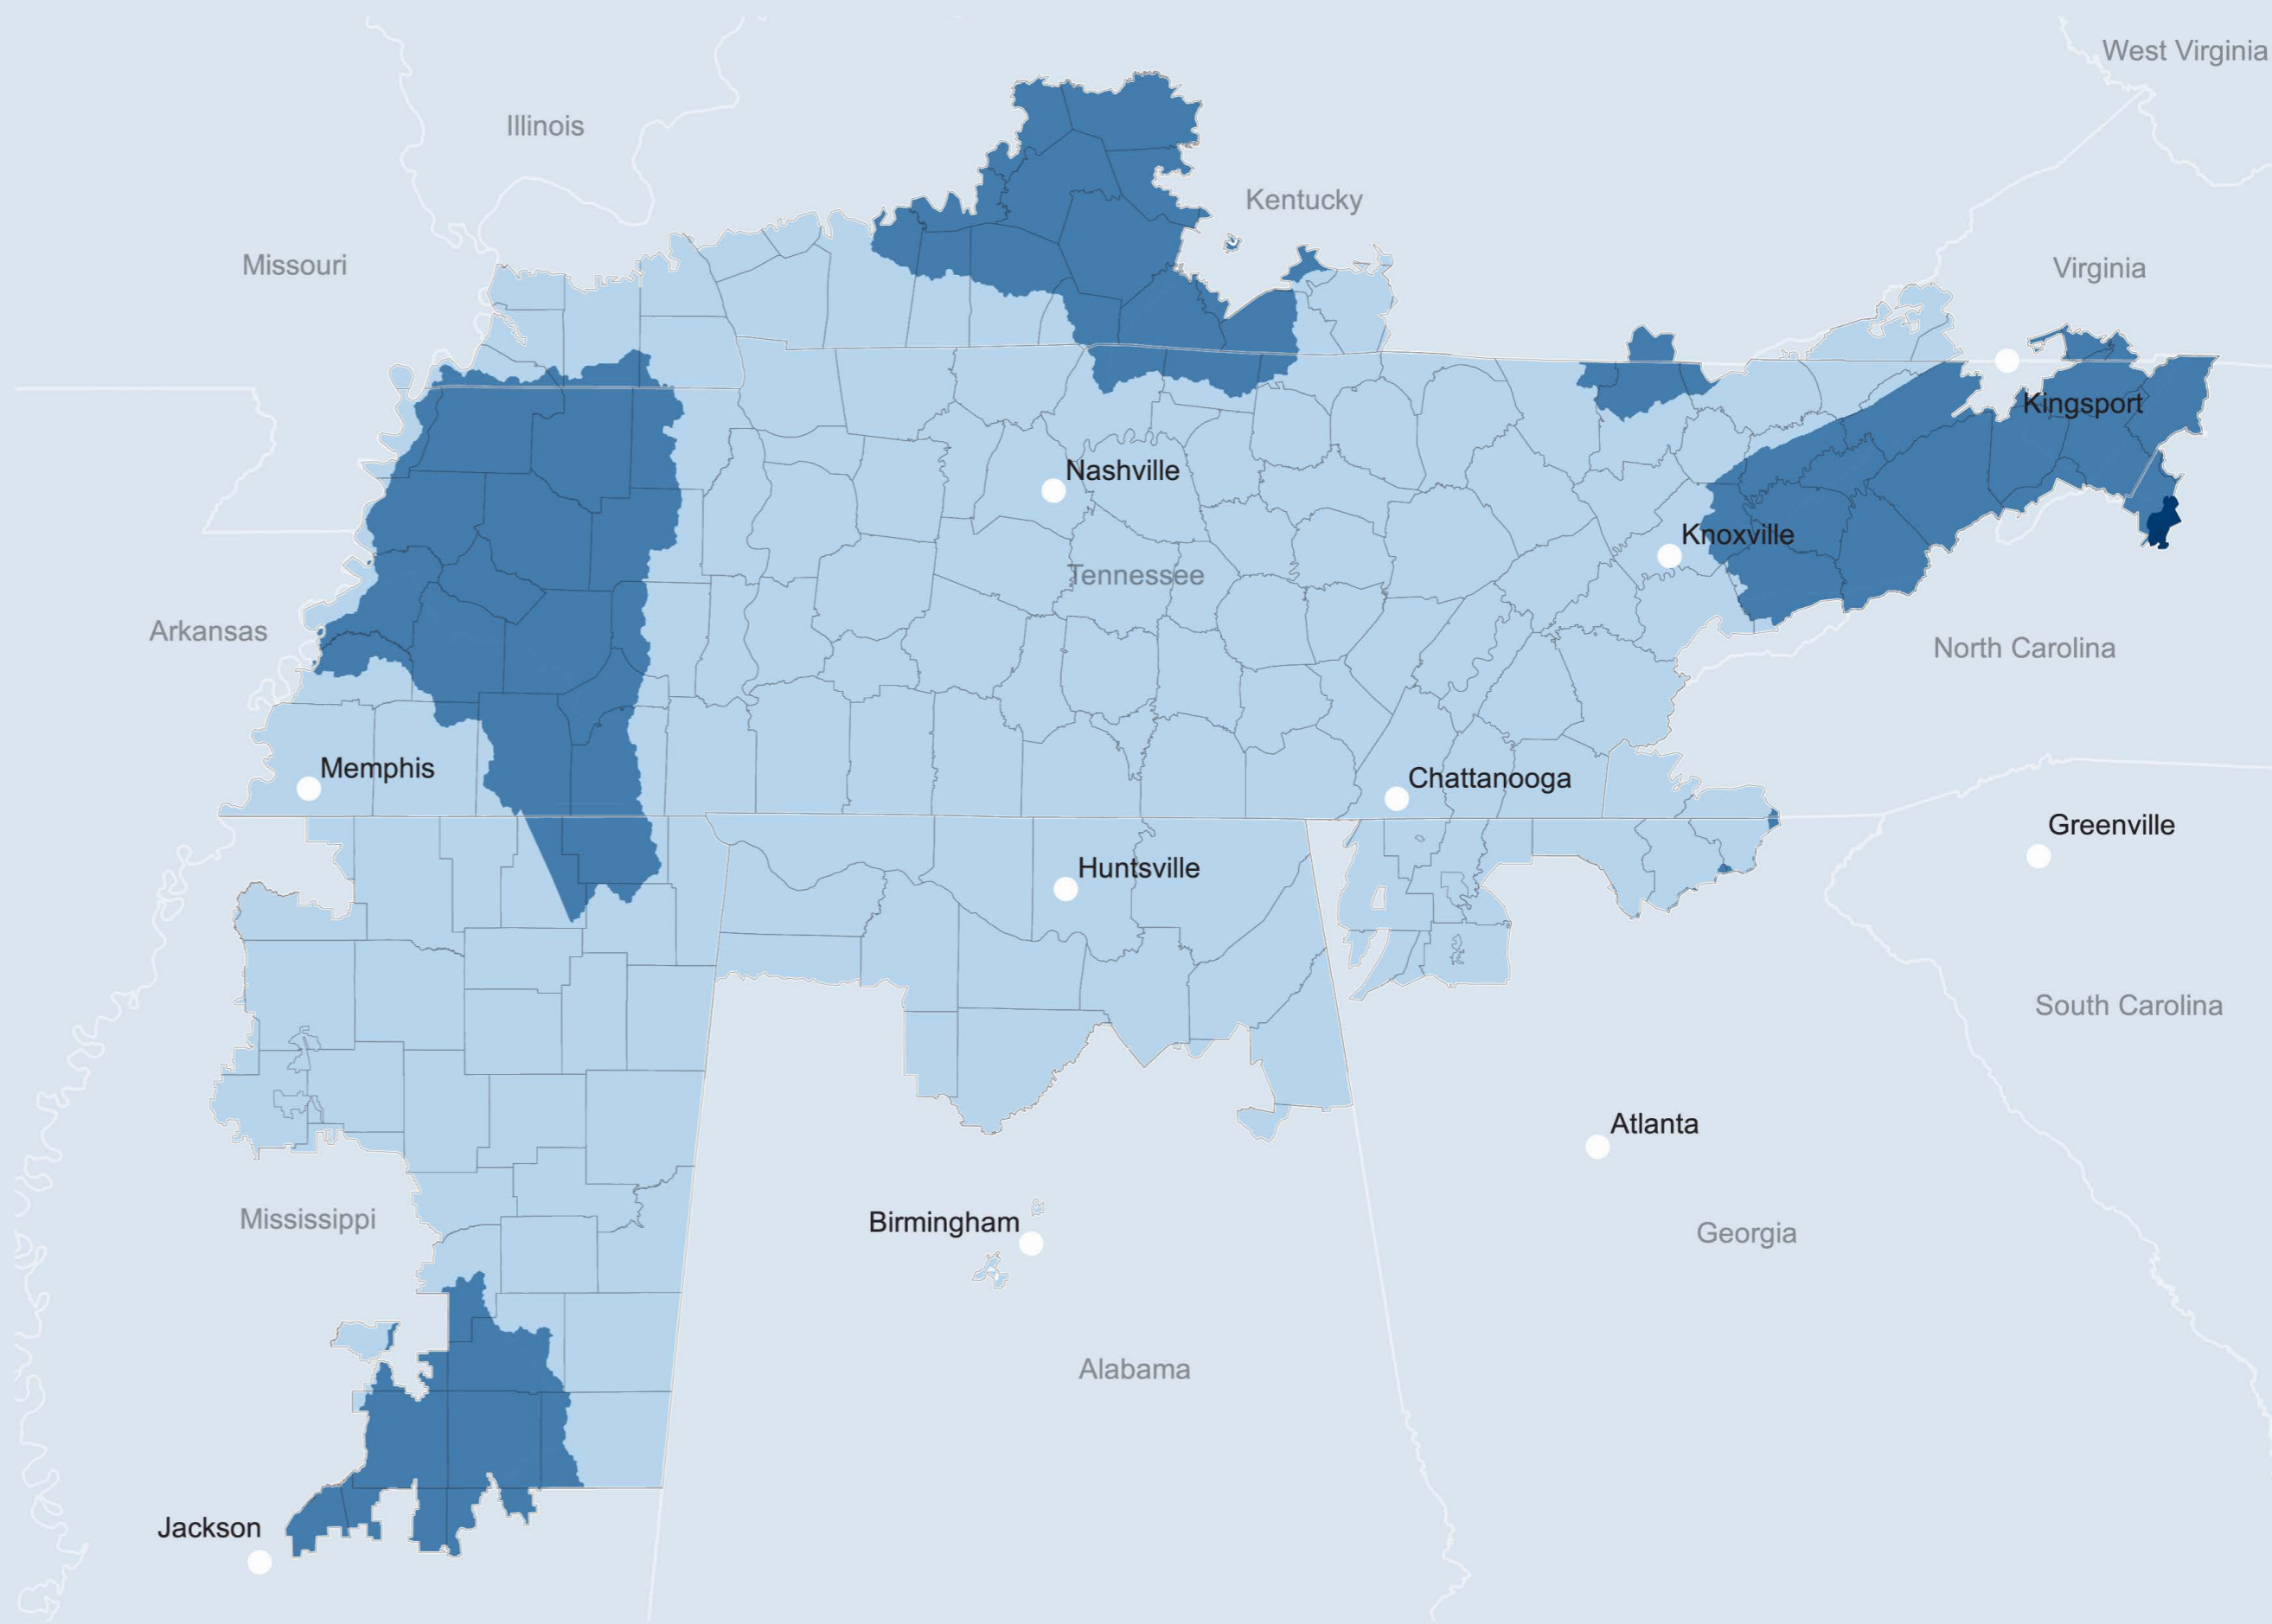 West Virginia
Illinois
Kentucky
Missouri
Virginia
Kingsport
Nashville
Knoxville
Tennessee
Arkansas
North Carolina
Memphis
Chattanooga
Greenville
Huntsville
South Carolina
Atlanta
Mississippi
Birmingham
Georgia
Alabama
Jackson